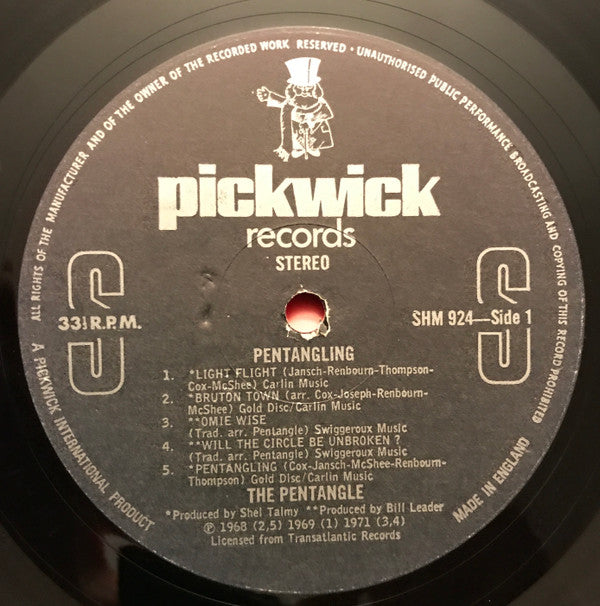 ALL RIGHTS OF THE MANUFACTURER AND OF THE OWNER OF THE RECORDED WORK RESERVED • UNAUTHORISED PUBLIC PERFORMANCE BROADCASTING AND COPYING OF THIS RECORD PROHIBITED
pickwick
records
STEREO
S
S
33⅓ R.P.M.
SHM 924—Side 1
PENTANGLING
1. *LIGHT FLIGHT (Jansch-Renbourn-Thompson-
Cox-McShee) Carlin Music
2. *BRUTON TOWN (arr. Cox-Joseph-Renbourn-
McShee) Gold Disc/Carlin Music
3. **OMIE WISE
(Trad. arr. Pentangle) Swiggeroux Music
4. **WILL THE CIRCLE BE UNBROKEN ?
(Trad. arr. Pentangle) Swiggeroux Music
5. *PENTANGLING (Cox-Jansch-McShee-Renbourn-
Thompson) Gold Disc/Carlin Music
THE PENTANGLE
*Produced by Shel Talmy **Produced by Bill Leader
℗ 1968 (2,5) 1969 (1) 1971 (3,4)
Licensed from Transatlantic Records
A PICKWICK INTERNATIONAL PRODUCT
MADE IN ENGLAND